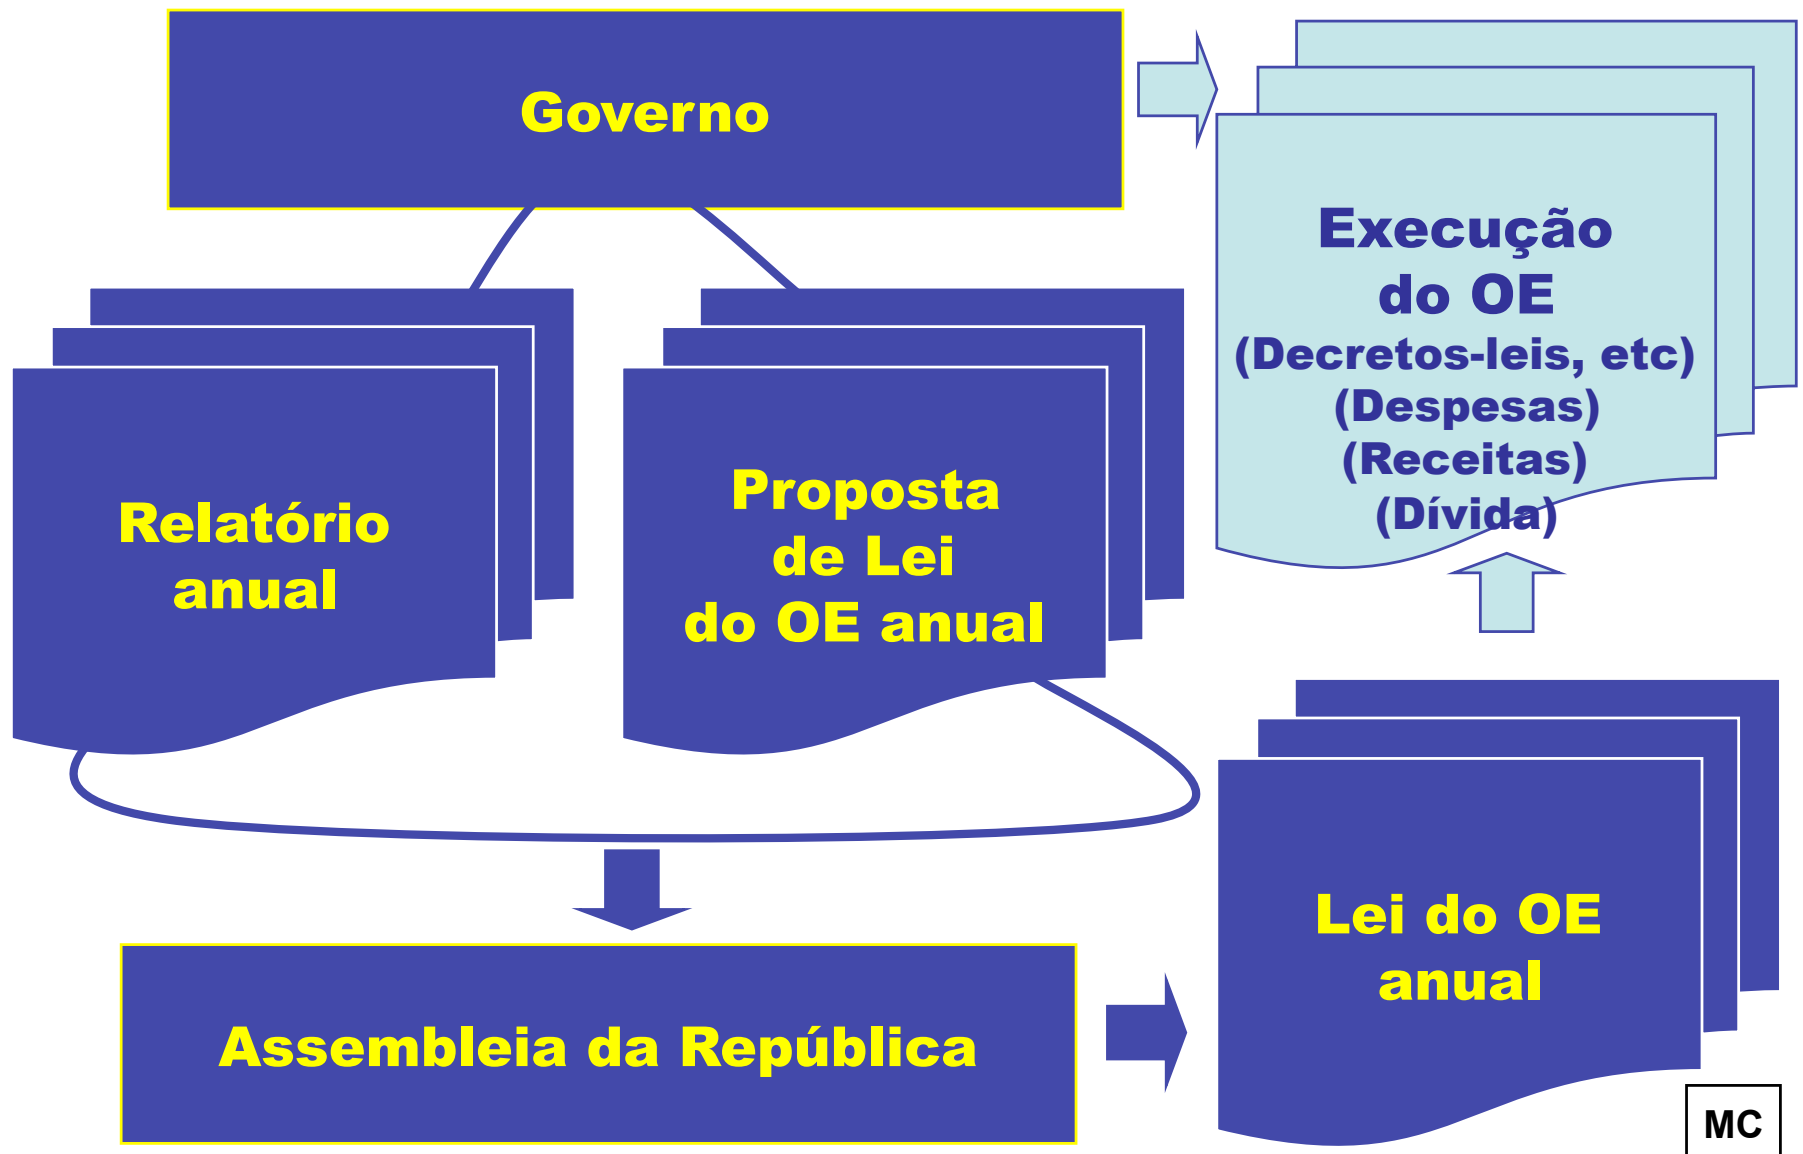 Governo
Relatório
anual
Proposta
de Lei
do OE anual
Execução
do OE
(Decretos-leis, etc)
(Despesas)
(Receitas)
(Dívida)
Assembleia da República
Lei do OE
anual
MC